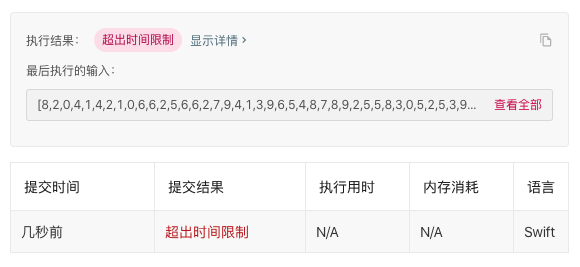 执行结果： 超出时间限制 显示详情 >
最后执行的输入：
[8,2,0,4,1,4,2,1,0,6,6,2,5,6,6,2,7,9,4,1,3,9,6,5,4,8,7,8,9,2,5,5,8,3,0,5,2,5,3,9... 查看全部
提交时间 提交结果 执行用时 内存消耗 语言
几秒前 超出时间限制 N/A N/A Swift